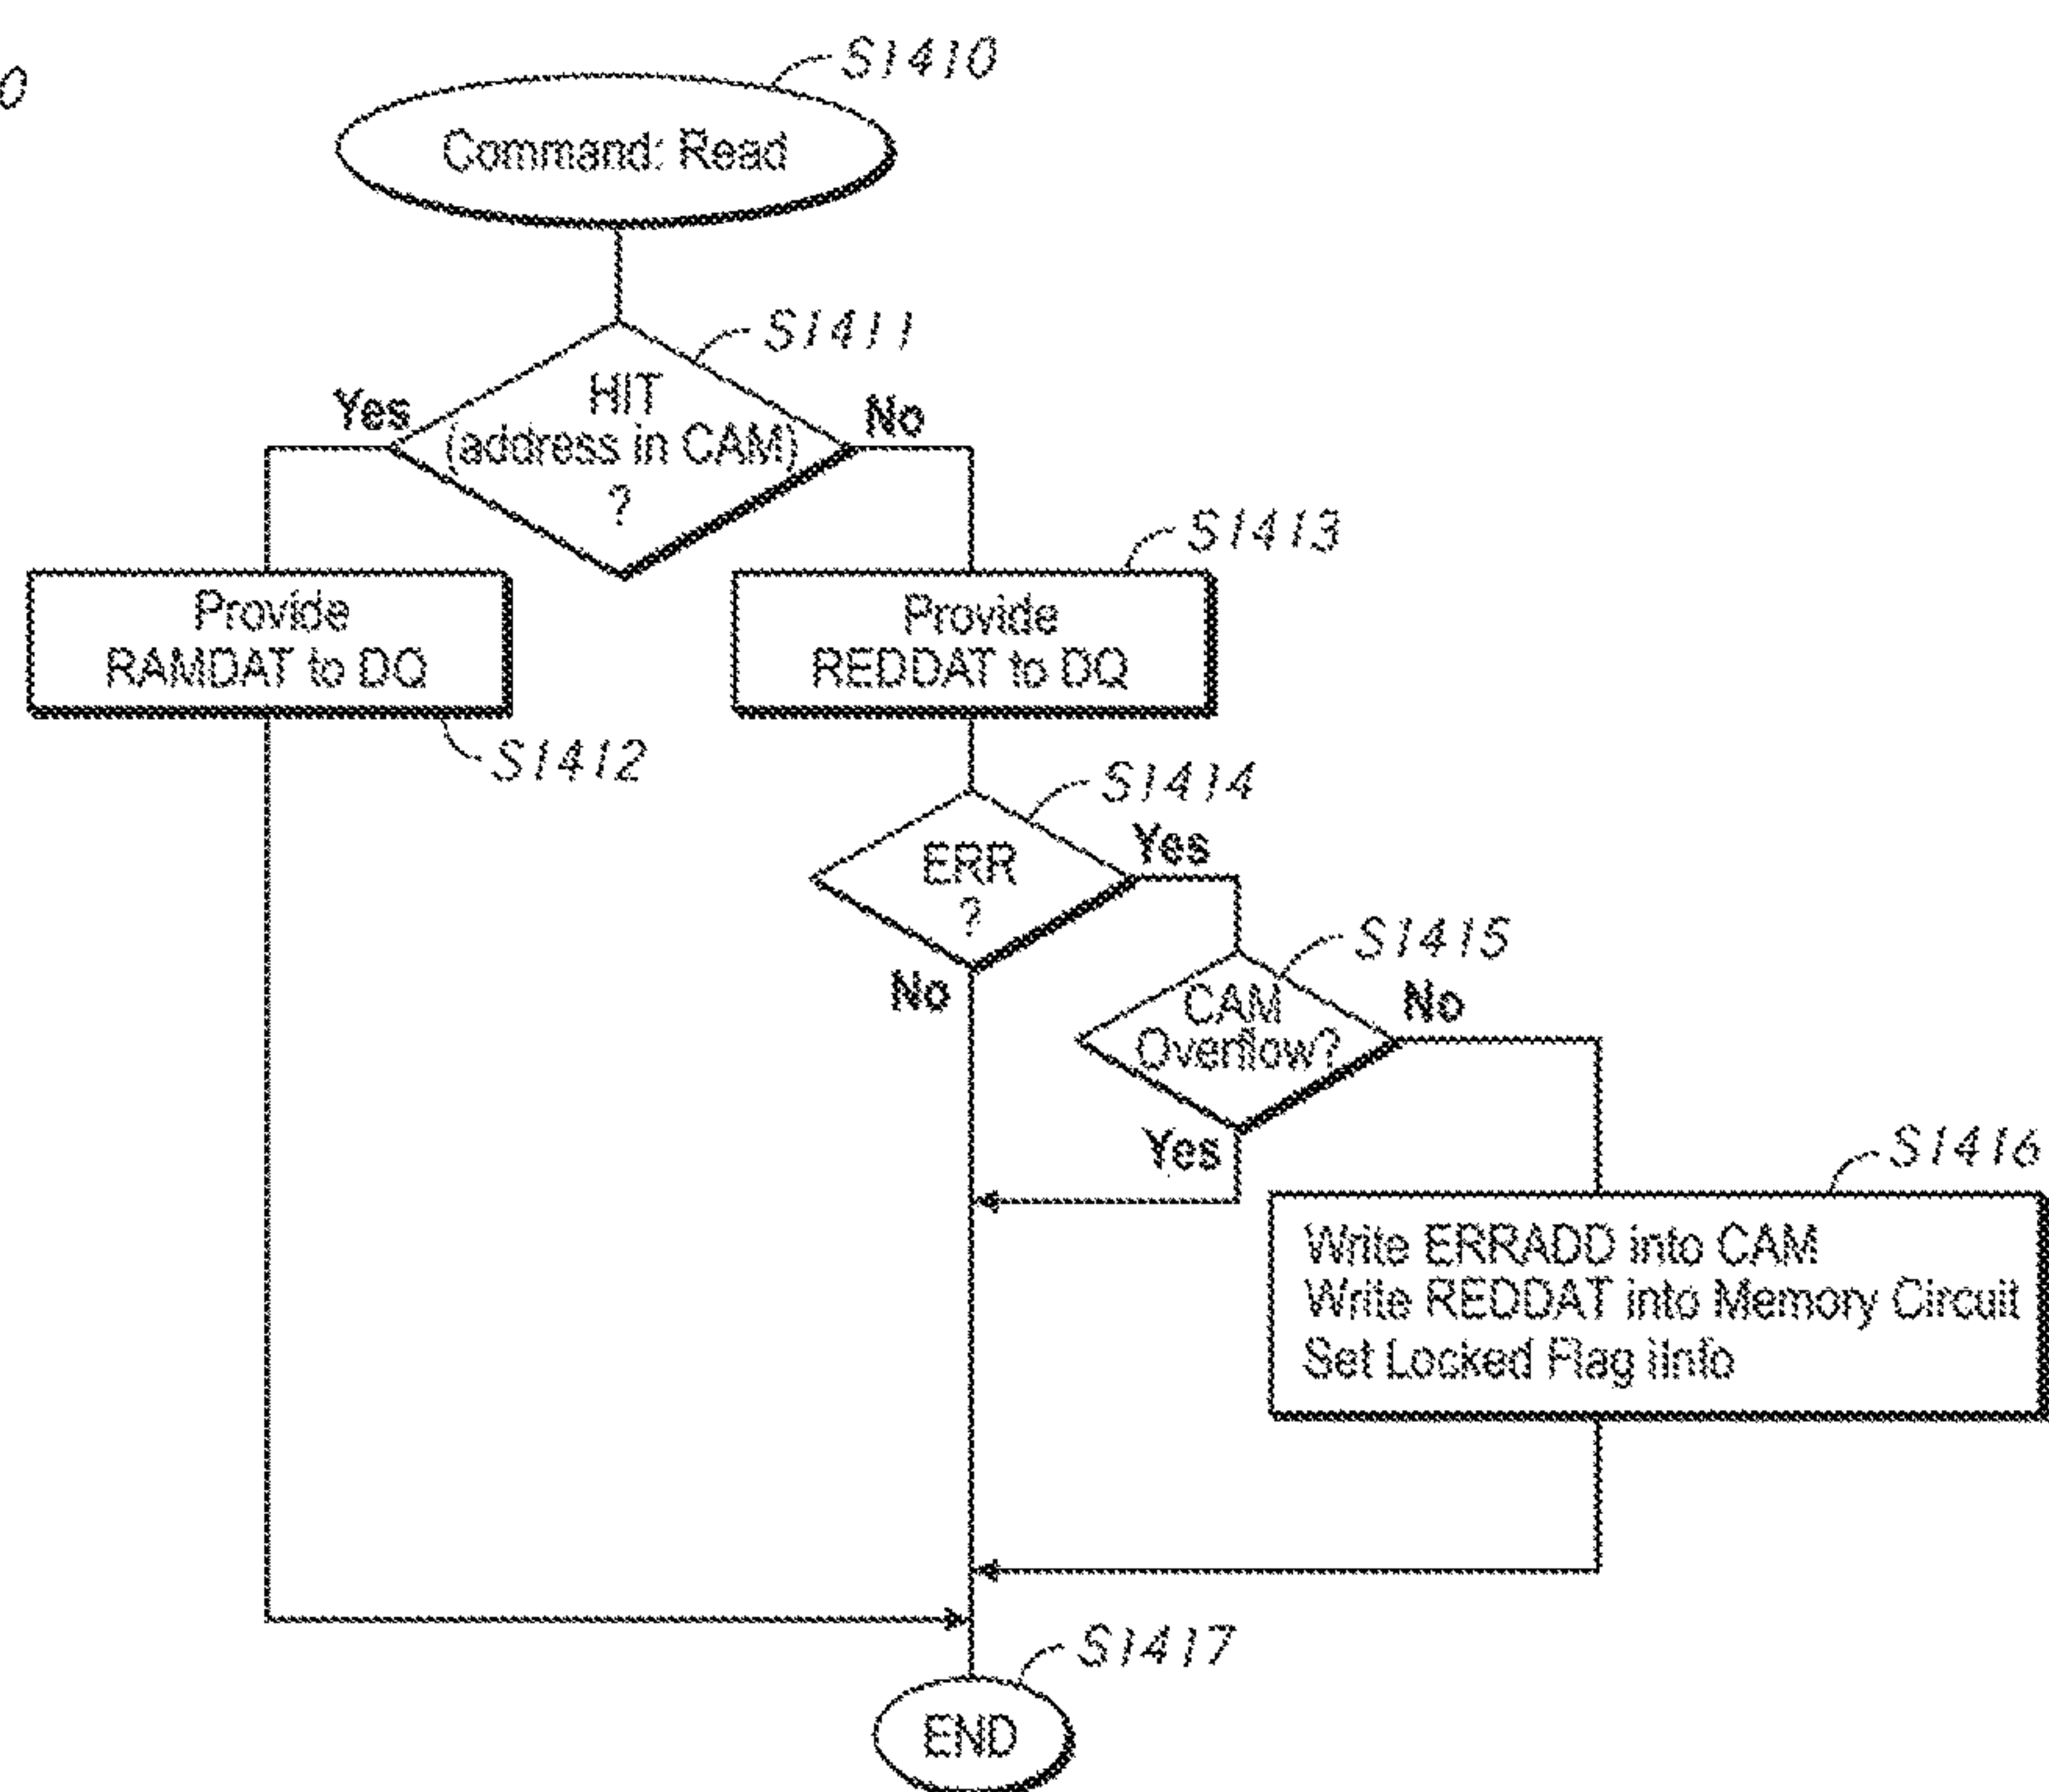 0
S1410
Command: Read
S1411
HIT
(address in CAM)
?
Yes
No
S1413
Provide
RAMDAT to DQ
Provide
REDDAT to DQ
S1412
S1414
ERR
?
Yes
No
S1415
CAM
Overflow?
No
Yes
S1416
Write ERRADD into CAM
Write REDDAT into Memory Circuit
Set Locked Flag iInfo
S1417
END